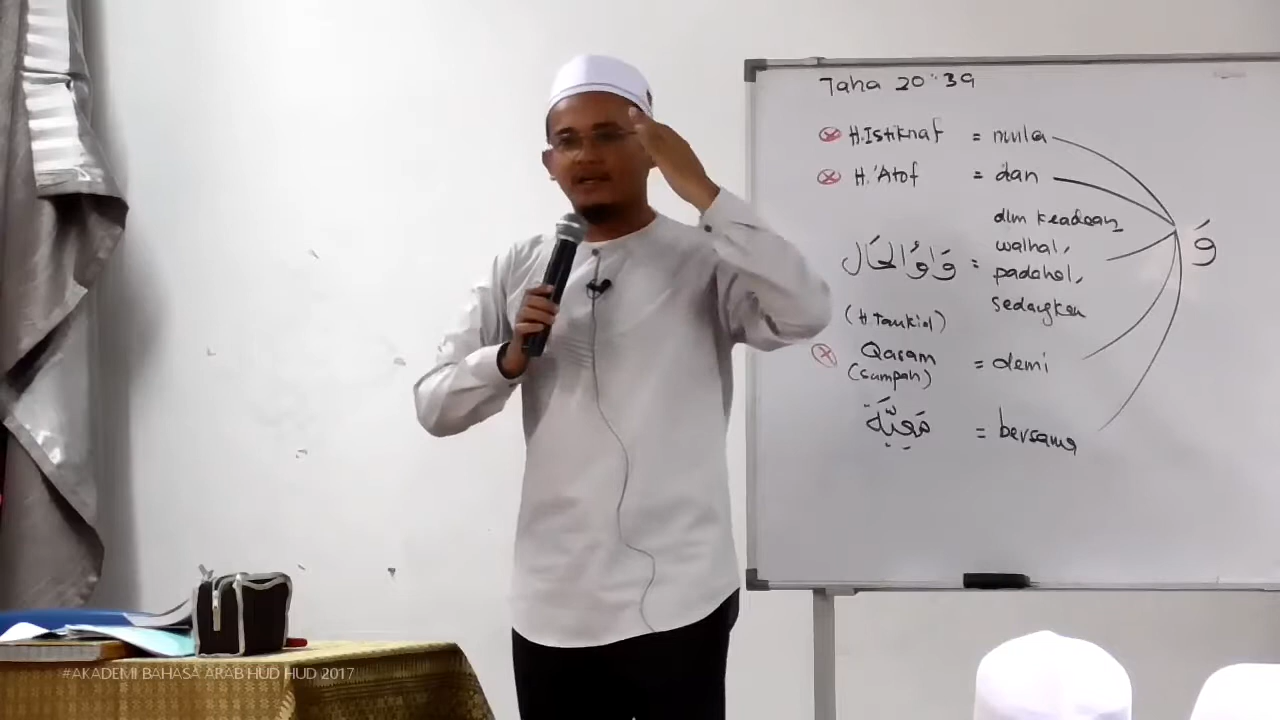 Taha 20:39
H.Istiknaf = mula
H.'Atof = dan
dlm keadaan,
walhal,
وَاوُ الحَال = padahal,
sedangkan
وَ
(H.Taukid)
Qasam = demi
(Sumpah)
مَعِيَّة = bersama
#AKADEMI BAHASA ARAB HUD HUD 2017